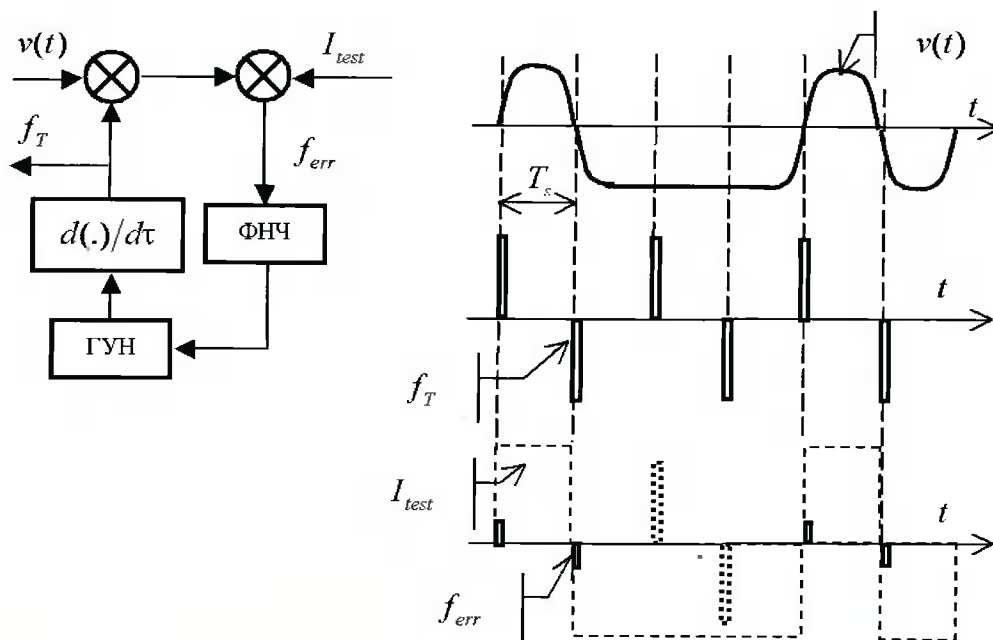 v(t)
I_test
f_T
f_err
d(.)/dτ
ФНЧ
ГУН
v(t)
t
T_s
t
f_T
I_test
t
f_err